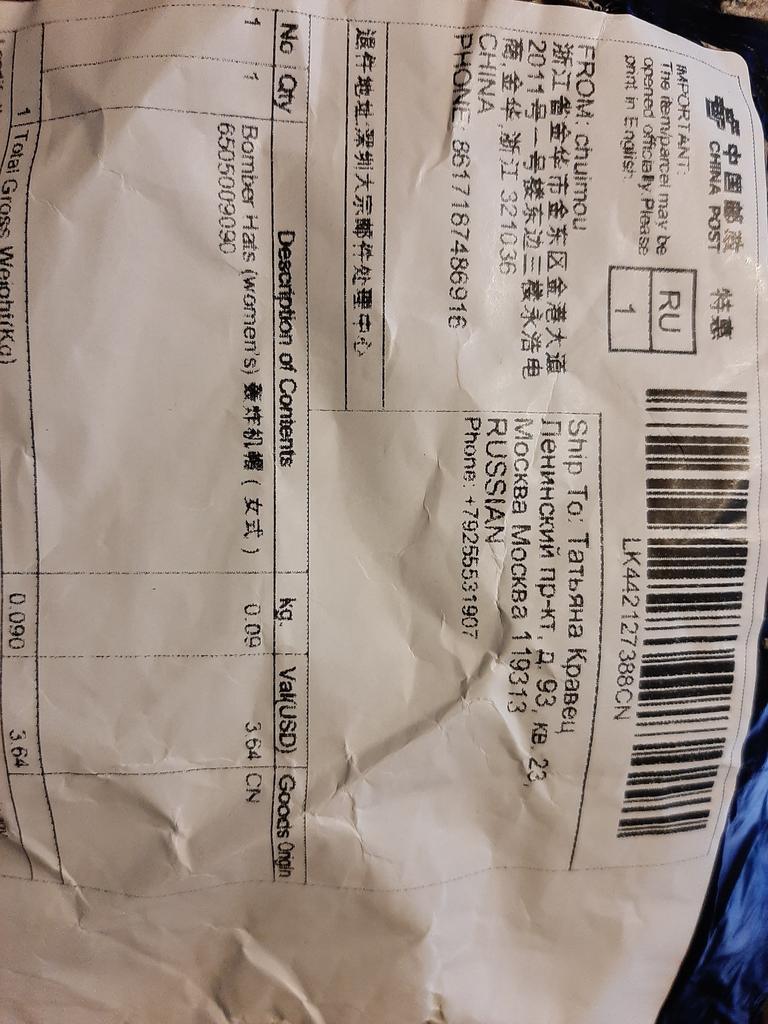 中国邮政 特惠
CHINA POST
IMPORTANT:
The item/parcel may be
opened officially. Please
print in English.
RU
1
LK442127388CN
FROM: chuimou
浙江省金华市金东区金港大道
2011号一号楼东边三楼永浩电
商,金华,浙江 321036
CHINA
PHONE: 8617187486916
退件地址:深圳大宗邮件处理中心
Ship To: Татьяна Кравец
Ленинский пр-кт, д. 93, кв. 23,
Москва Москва 119313
RUSSIAN
Phone: +79255531907
No Qty Description of Contents kg. Val(USD) Goods Origin
1 1 Bomber Hats (women's) 轰炸机帽 ( 女式 ) 0.09 3.64 CN
6505009090
1 Total Gross Weight(Kg) 0.090 3.64